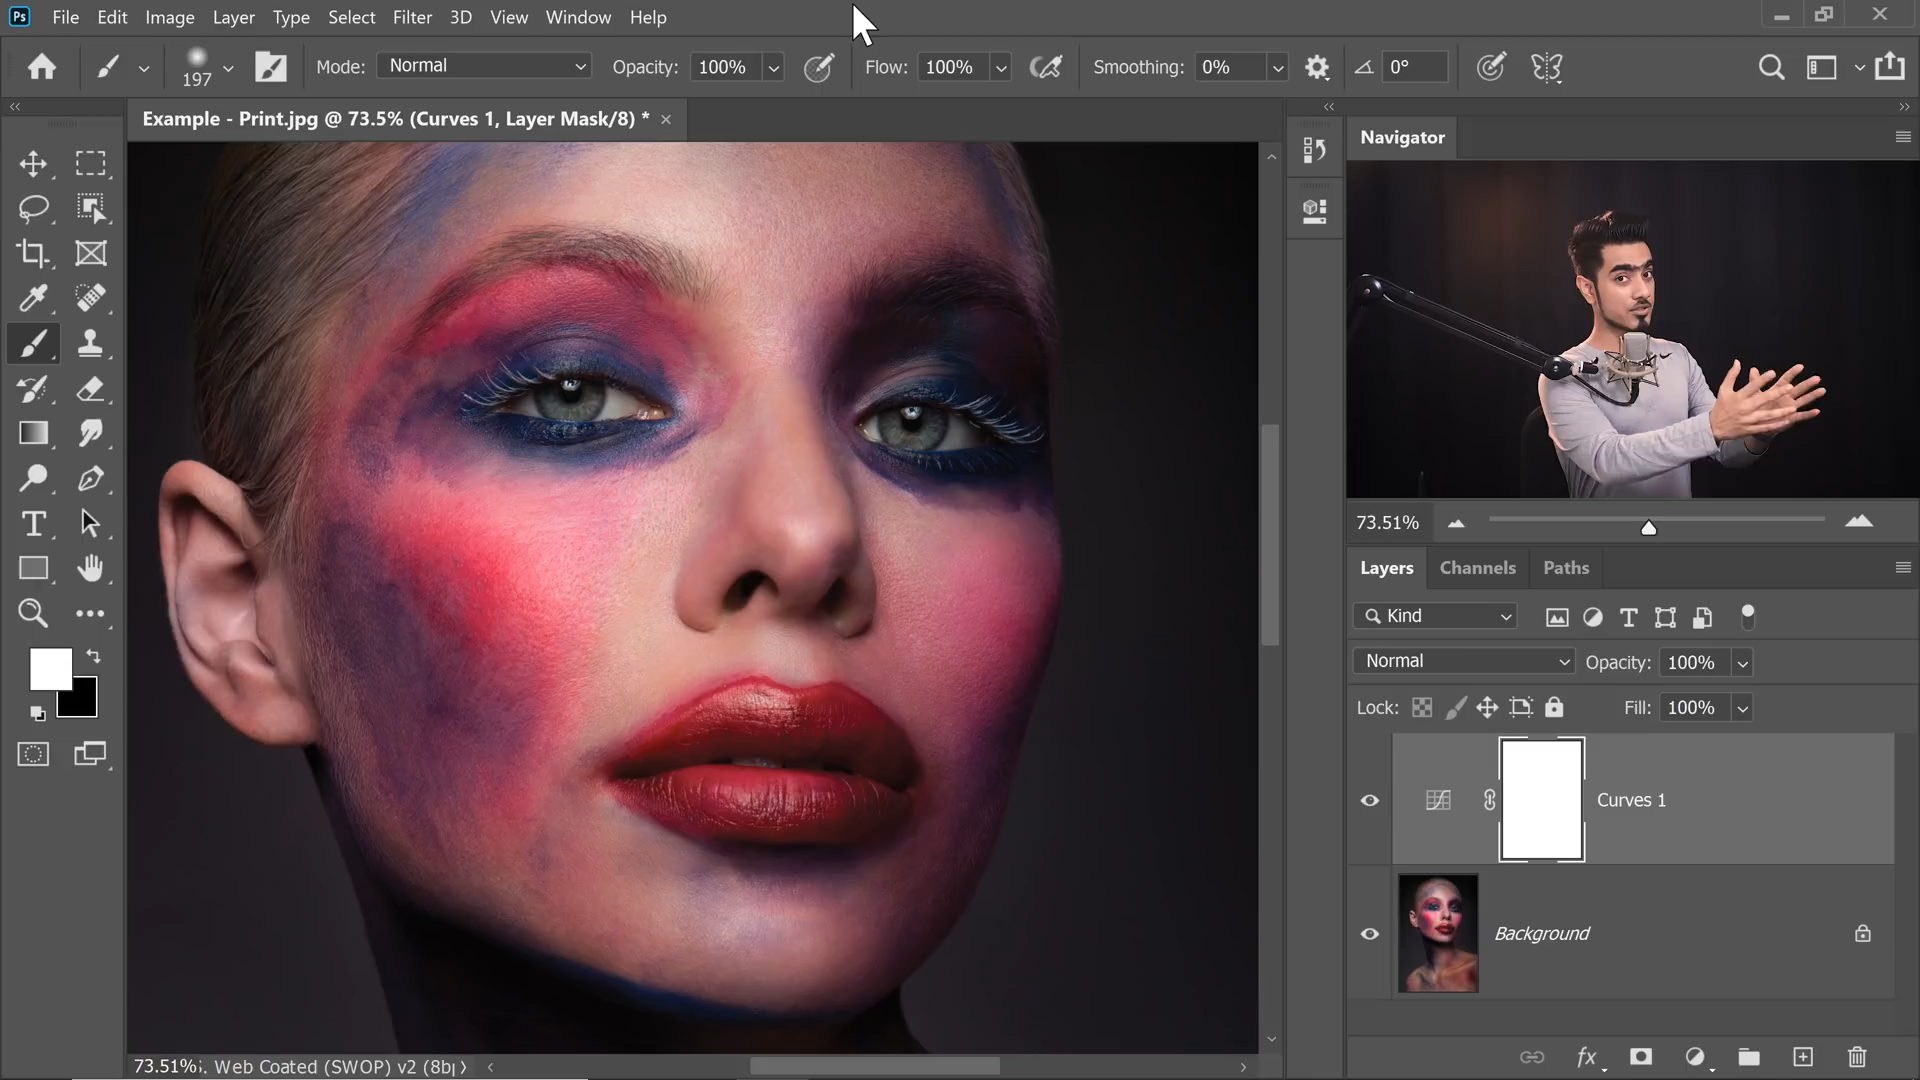 Ps File Edit Image Layer Type Select Filter 3D View Window Help
197 Mode: Normal Opacity: 100% Flow: 100% Smoothing: 0% 0°
Example - Print.jpg @ 73.5% (Curves 1, Layer Mask/8) *
Navigator
73.51%
Layers Channels Paths
Kind
Normal Opacity: 100%
Lock: Fill: 100%
Curves 1
Background
fx
73.51% Web Coated (SWOP) v2 (8b